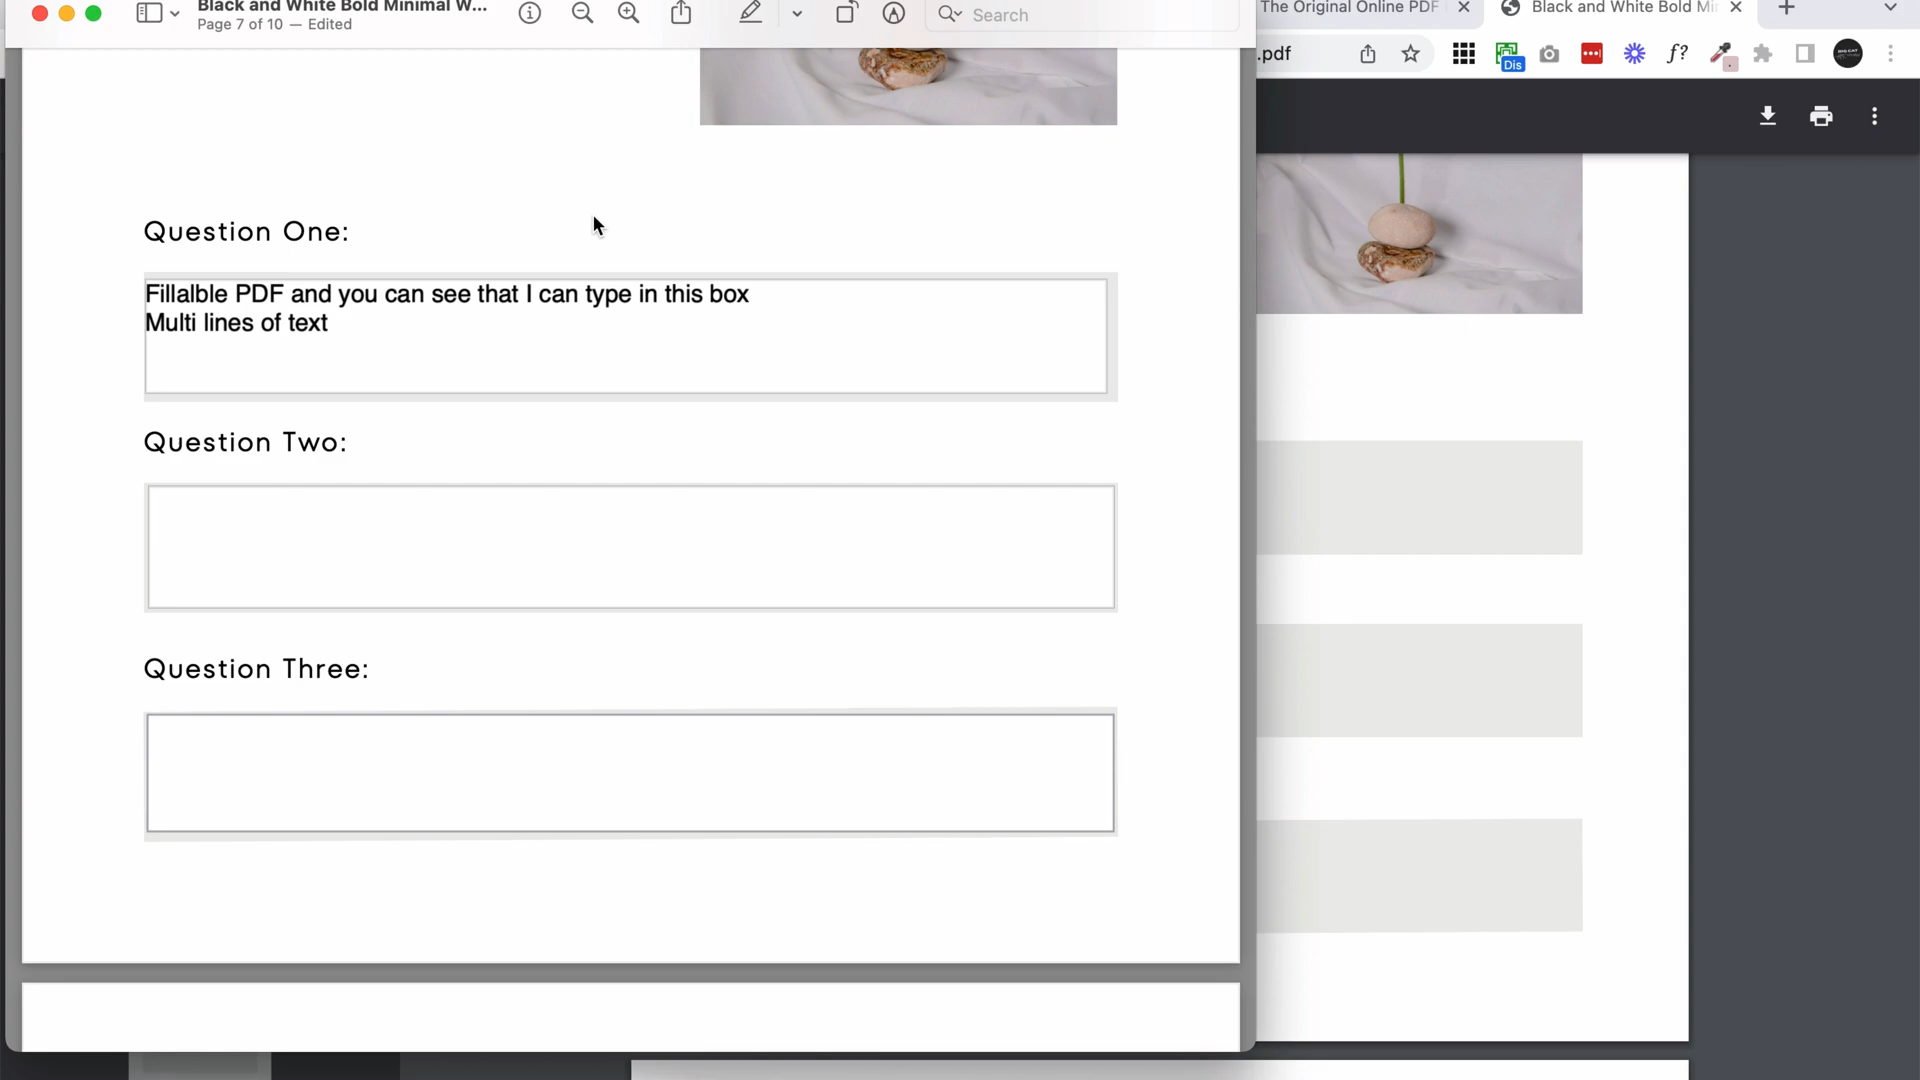 Black and White Bold Minimal W...
Page 7 of 10 — Edited
Search
The Original Online PDF
Black and White Bold Mi
.pdf
Dis
f?
Question One:
Fillalble PDF and you can see that I can type in this box
Multi lines of text
Question Two:
Question Three: